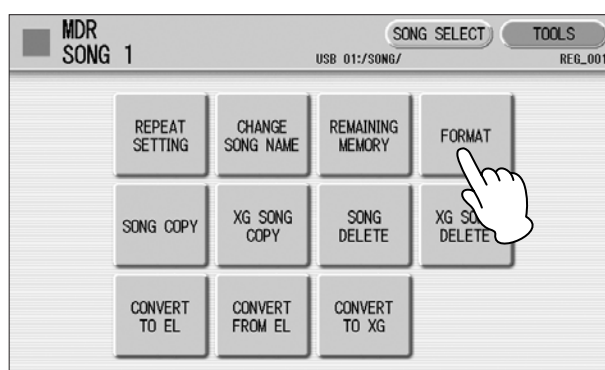 MDR
SONG 1
SONG SELECT
TOOLS
USB 01:/SONG/
REG_001
REPEAT
SETTING
CHANGE
SONG NAME
REMAINING
MEMORY
FORMAT
SONG COPY
XG SONG
COPY
SONG
DELETE
XG
DELETE
CONVERT
TO EL
CONVERT
FROM EL
CONVERT
TO XG